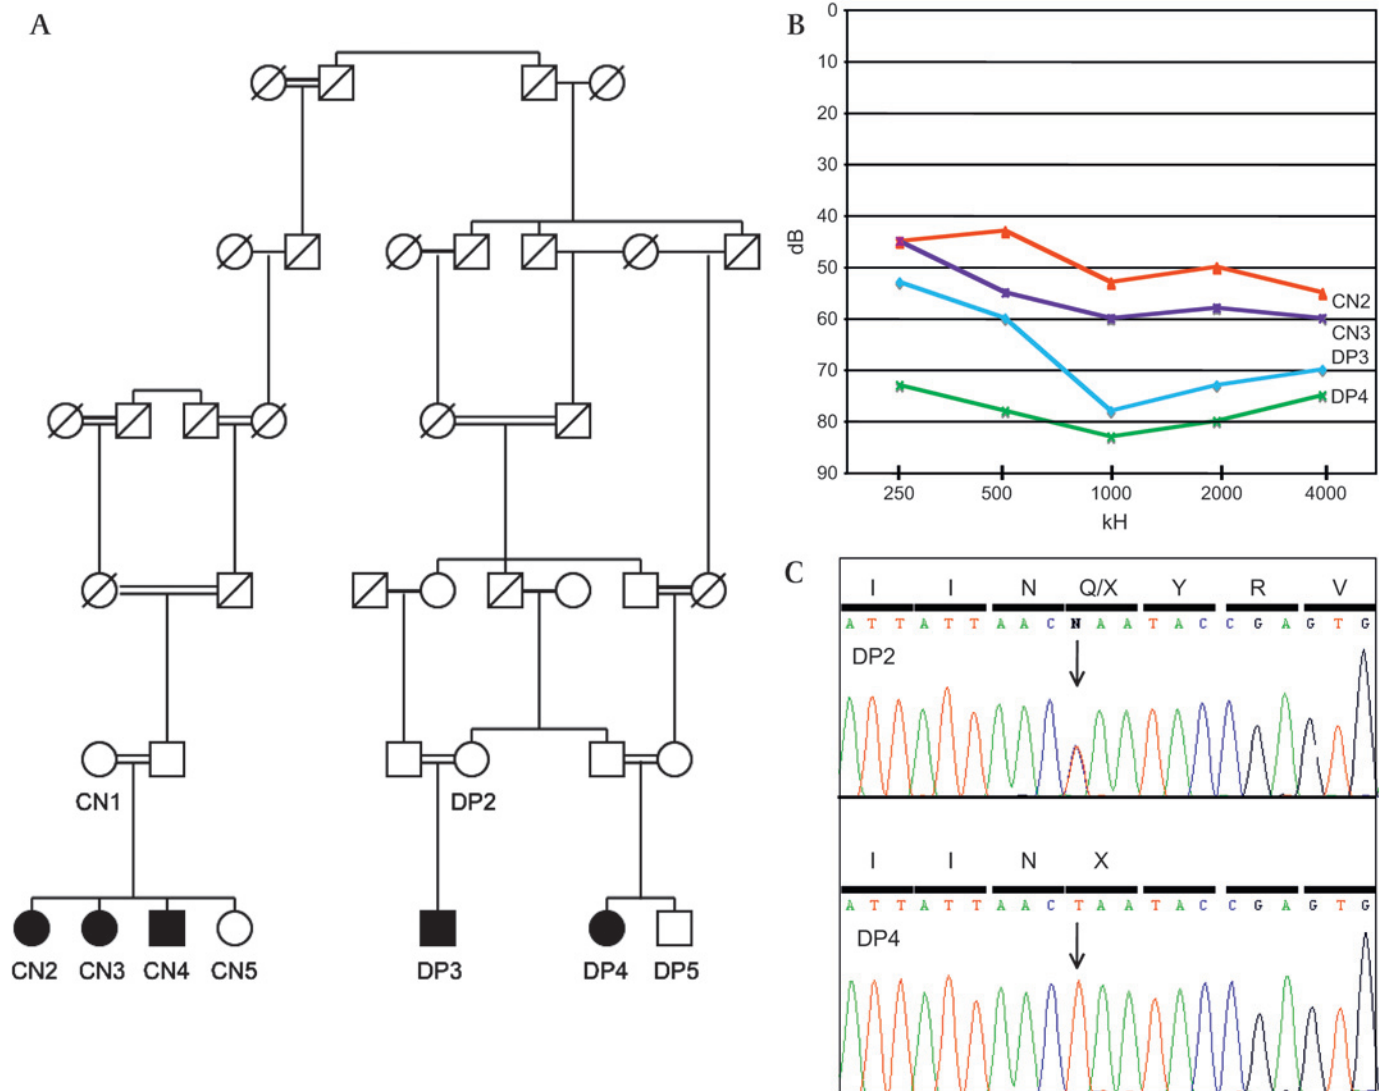 A
CN1
DP2
CN2 CN3 CN4 CN5 DP3 DP4 DP5
B
0
10
20
30
40
50
60
70
80
90
dB
CN2
CN3
DP3
DP4
250 500 1000 2000 4000
kH
C
I I N Q/X Y R V
A T T A T T A A C N A A T A C C G A G T G
DP2
I I N X
A T T A T T A A C T A A T A C C G A G T G
DP4